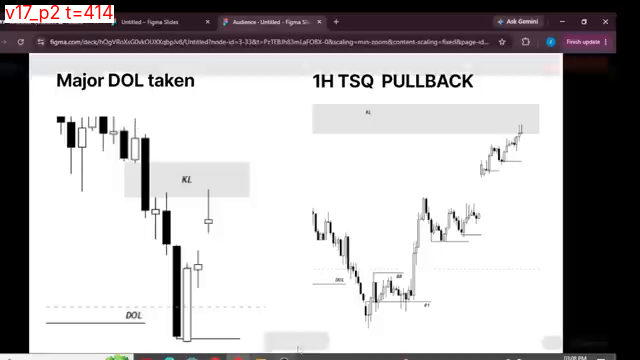 v17_p2 t=414
Untitled – Figma Slides
Audience - Untitled - Figma Slides
Ask Gemini
Finish update
Major DOL taken
1H TSQ PULLBACK
KL
KL
DOL
DOL